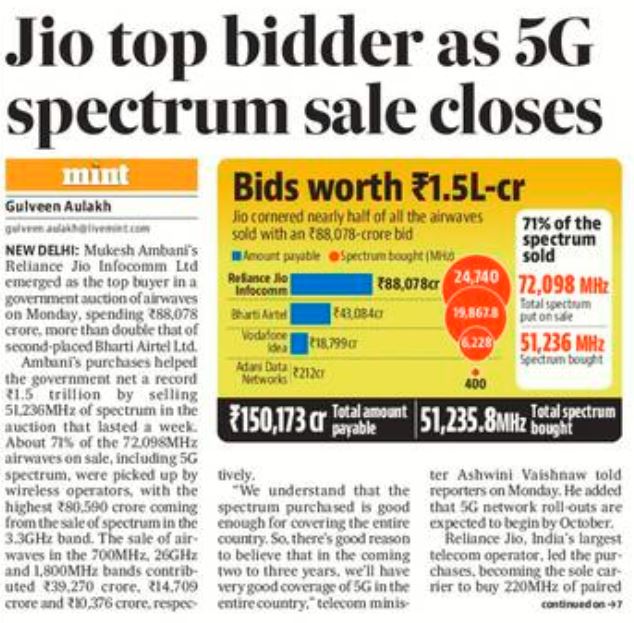 Jio top bidder as 5G
spectrum sale closes
mint
Gulveen Aulakh
gulveen.aulakh@livemint.com
NEW DELHI: Mukesh Ambani's
Reliance Jio Infocomm Ltd
emerged as the top buyer in a
government auction of airwaves
on Monday, spending ₹88,078
crore, more than double that of
second-placed Bharti Airtel Ltd.
Ambani's purchases helped
the government net a record
₹1.5 trillion by selling
51,236MHz of spectrum in the
auction that lasted a week.
About 71% of the 72,098MHz
airwaves on sale, including 5G
spectrum, were picked up by
wireless operators, with the
highest ₹80,590 crore coming
from the sale of spectrum in the
3.3GHz band. The sale of air-
waves in the 700MHz, 26GHz
and 1,800MHz bands contrib-
uted ₹39,270 crore, ₹14,709
crore and ₹10,376 crore, respec-
Bids worth ₹1.5L-cr
Jio cornered nearly half of all the airwaves
sold with an ₹88,078-crore bid
Amount payable Spectrum bought (MHz)
Reliance Jio
Infocomm
₹88,078cr
24,740
Bharti Airtel
₹43,084cr
19,867.8
Vodafone
Idea
₹18,799cr
6,228
Adani Data
Networks
₹212cr
400
71% of the
spectrum
sold
72,098 MHz
Total spectrum
put on sale
51,236 MHz
Spectrum bought
₹150,173 cr Total amount
payable
51,235.8MHz Total spectrum
bought
tively.
"We understand that the
spectrum purchased is good
enough for covering the entire
country. So, there's good reason
to believe that in the coming
two to three years, we'll have
very good coverage of 5G in the
entire country," telecom minis-
ter Ashwini Vaishnaw told
reporters on Monday. He added
that 5G network roll-outs are
expected to begin by October.
Reliance Jio, India's largest
telecom operator, led the pur-
chases, becoming the sole car-
rier to buy 220MHz of paired
continued on →7